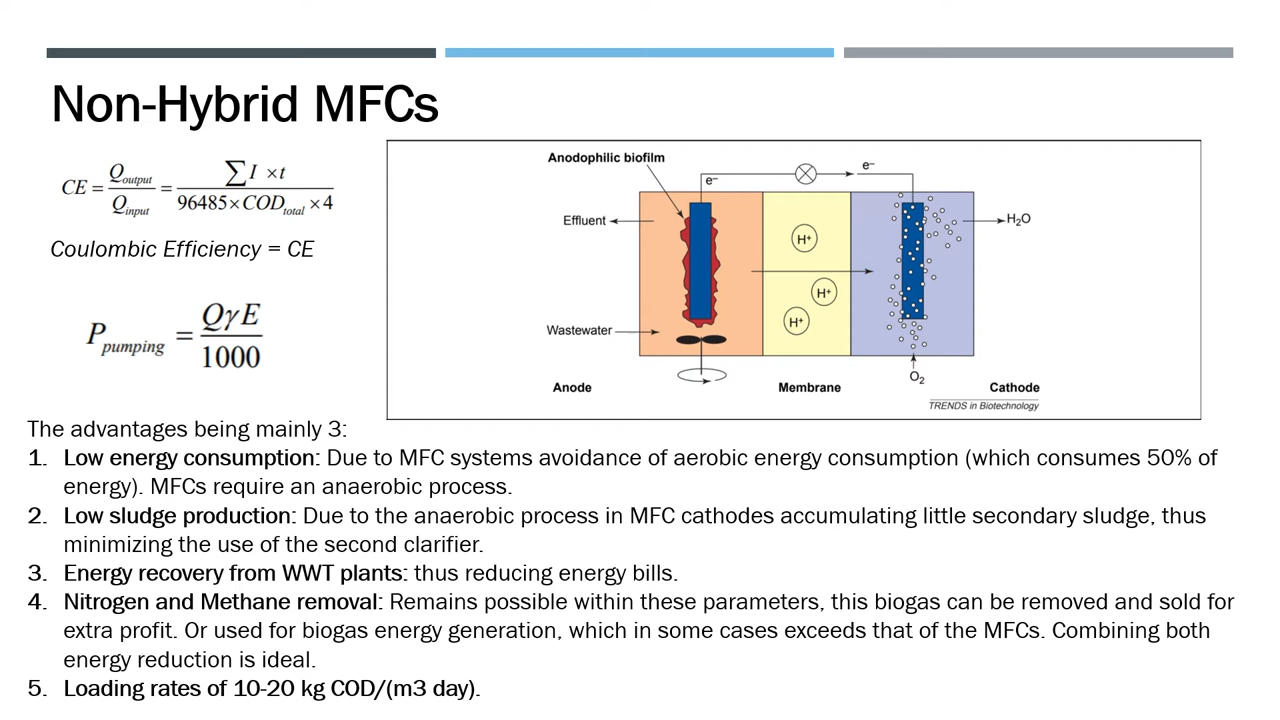 Non-Hybrid MFCs
CE = Q_output / Q_input = ∑I ×t / 96485×COD_total ×4
Coulombic Efficiency = CE
P_pumping = QγE / 1000
Anodophilic biofilm
e⁻
e⁻
Effluent
H⁺
H₂O
H⁺
H⁺
Wastewater
O₂
Anode
Membrane
Cathode
TRENDS in Biotechnology
The advantages being mainly 3:
1. Low energy consumption: Due to MFC systems avoidance of aerobic energy consumption (which consumes 50% of
energy). MFCs require an anaerobic process.
2. Low sludge production: Due to the anaerobic process in MFC cathodes accumulating little secondary sludge, thus
minimizing the use of the second clarifier.
3. Energy recovery from WWT plants: thus reducing energy bills.
4. Nitrogen and Methane removal: Remains possible within these parameters, this biogas can be removed and sold for
extra profit. Or used for biogas energy generation, which in some cases exceeds that of the MFCs. Combining both
energy reduction is ideal.
5. Loading rates of 10-20 kg COD/(m3 day).